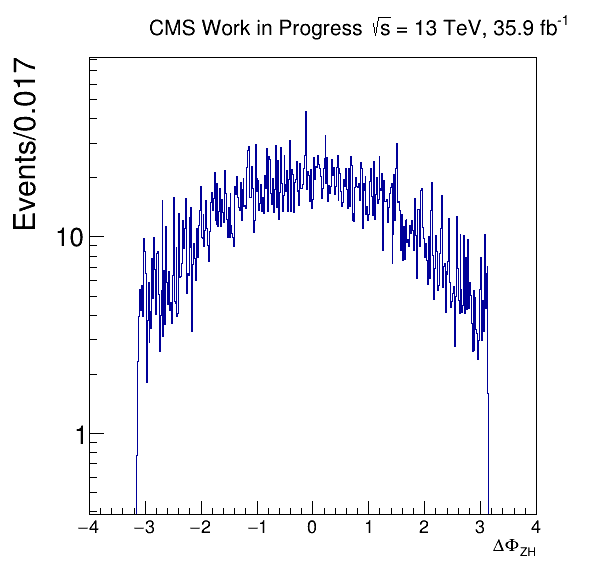 CMS Work in Progress √s = 13 TeV, 35.9 fb⁻¹
Events/0.017
10
1
−4 −3 −2 −1 0 1 2 3 4
ΔΦ_ZH